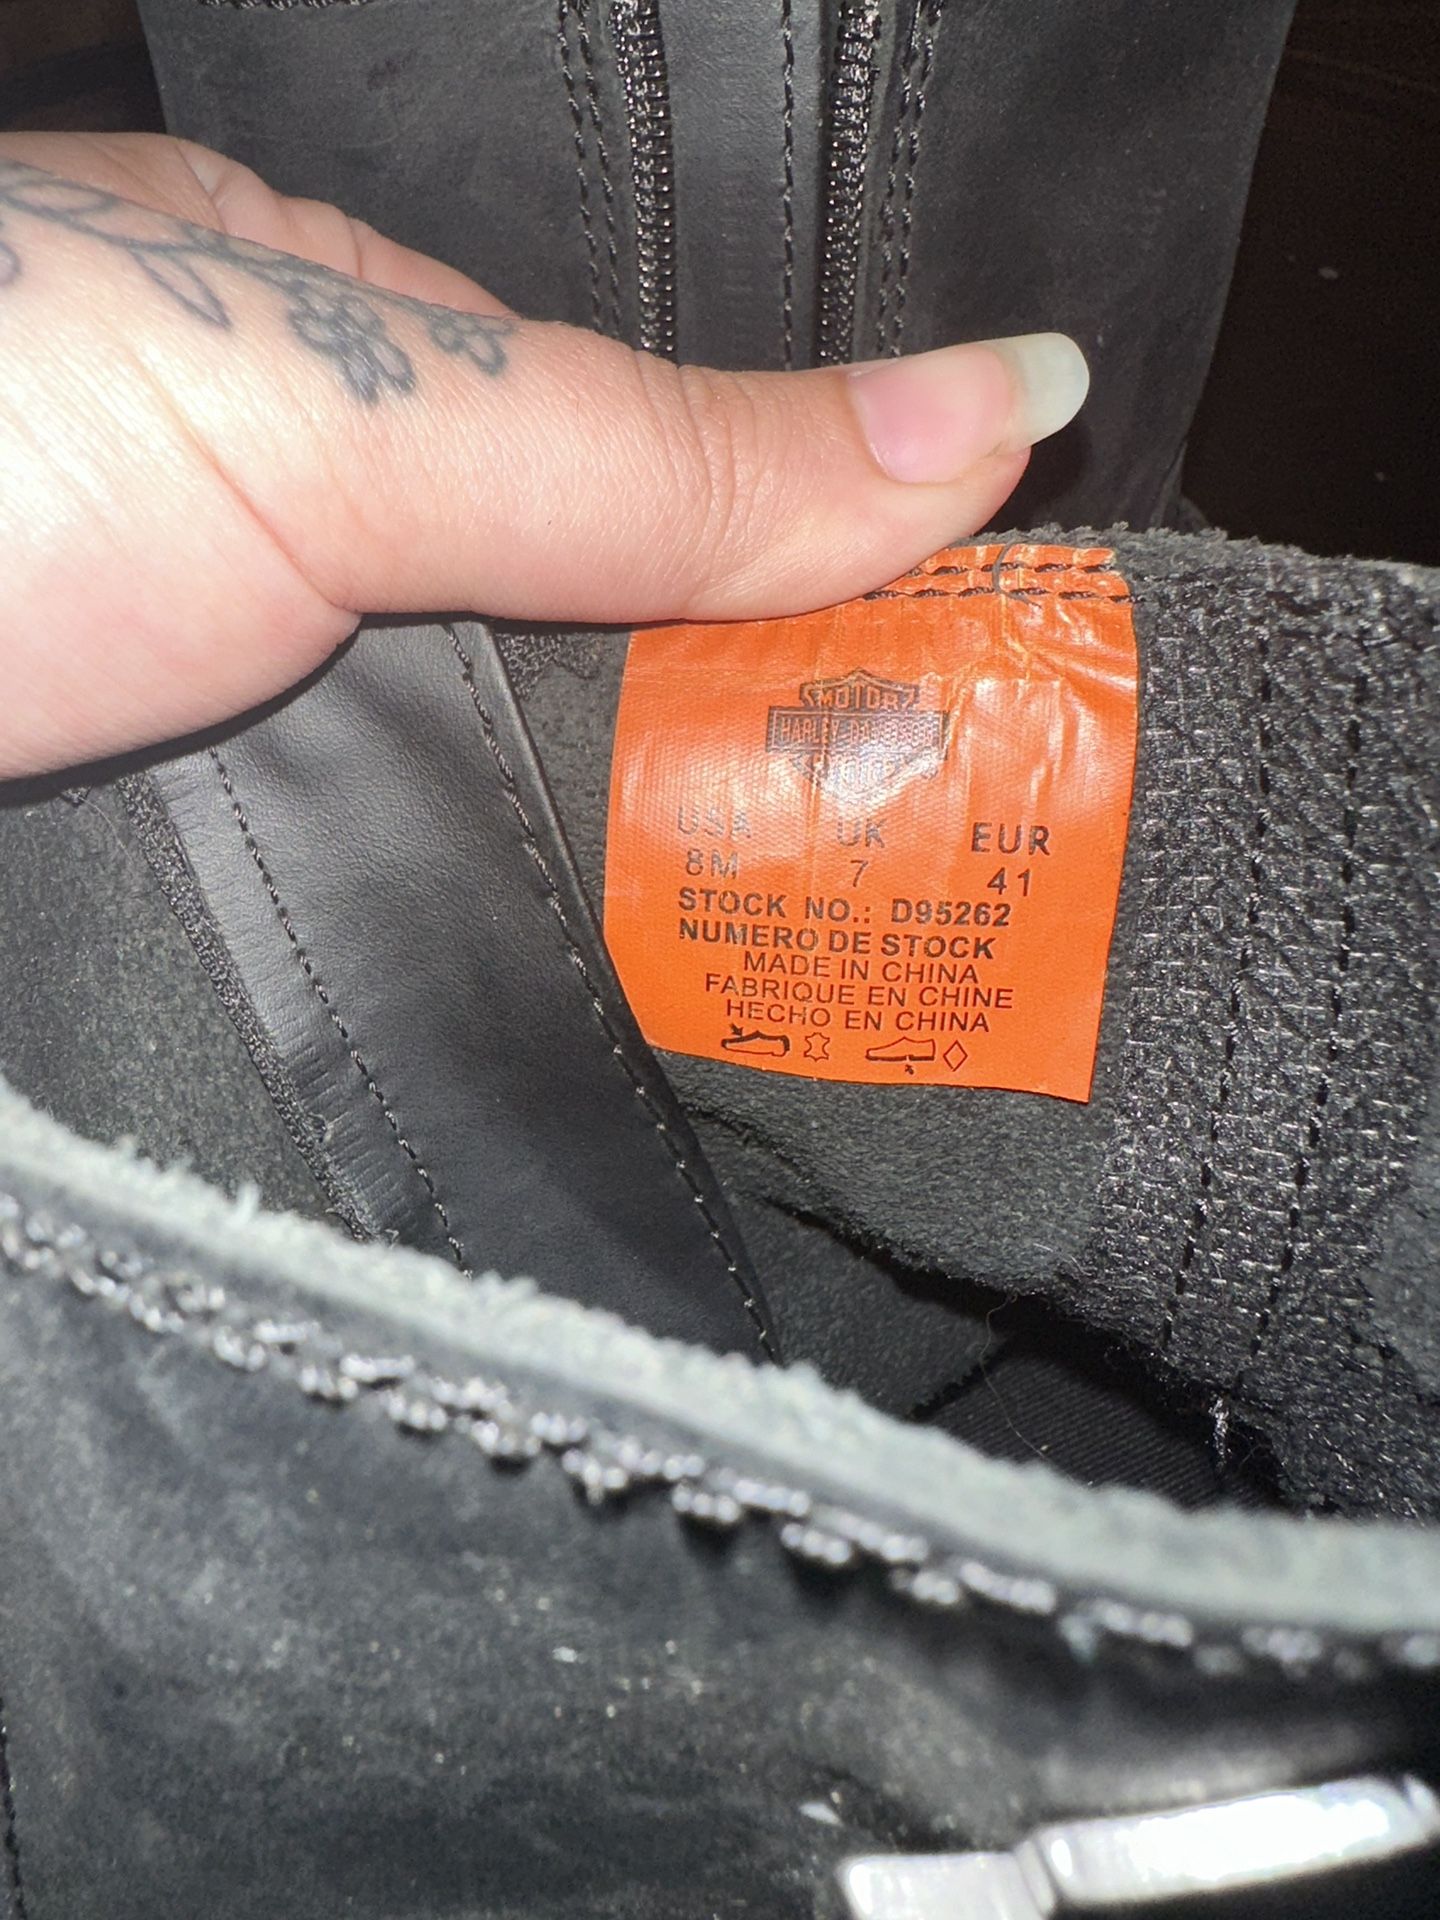 MOTOR
HARLEY-DAVIDSON
USA UK EUR
8M 7 41
STOCK NO.: D95262
NUMERO DE STOCK
MADE IN CHINA
FABRIQUE EN CHINE
HECHO EN CHINA